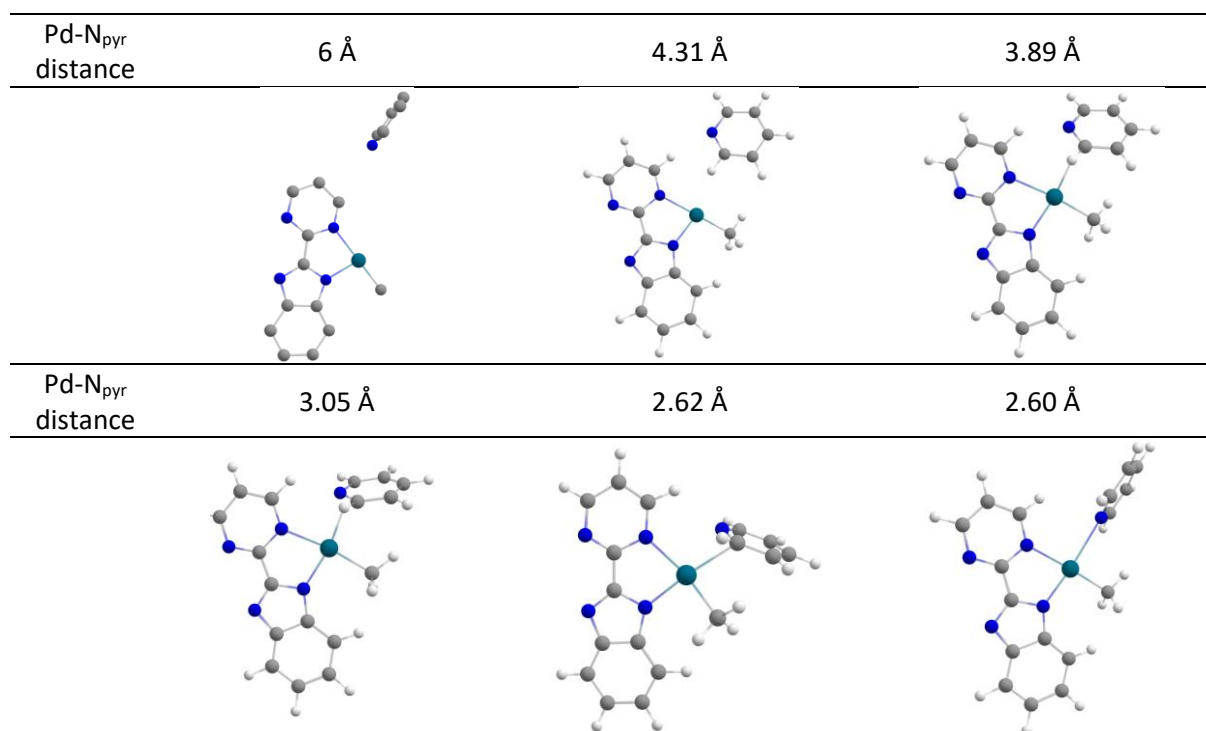 Pd-Npyr distance 6 Å 4.31 Å 3.89 Å
Pd-Npyr distance 3.05 Å 2.62 Å 2.60 Å